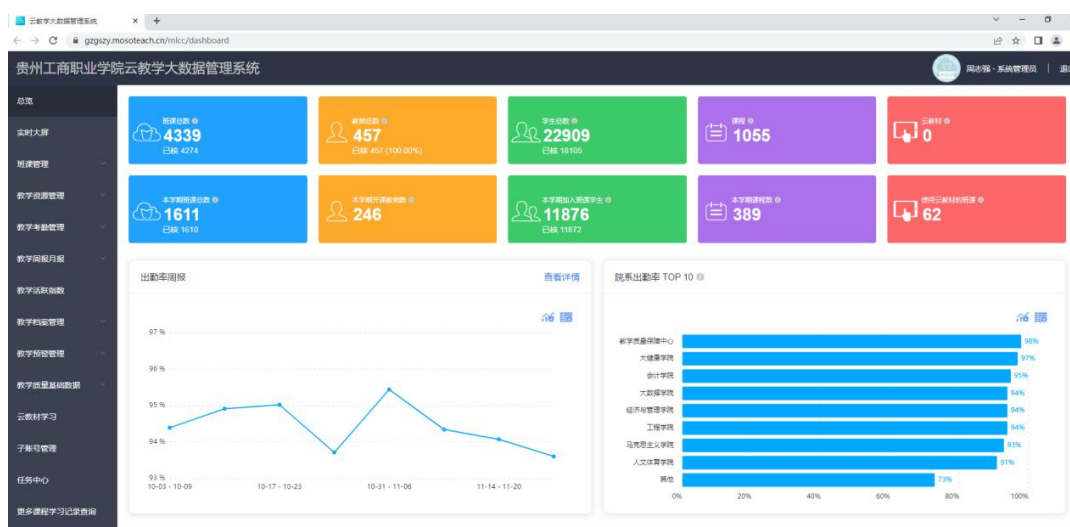 云教学大数据管理系统
gzgszy.mosoteach.cn/mlcc/dashboard
贵州工商职业学院云教学大数据管理系统
周志强 - 系统管理员
总览
实时大屏
班课管理
教学资源管理
教学考勤管理
教学周报月报
教学活跃指数
教学档案管理
教学预警管理
教学质量基础数据
云教材学习
子账号管理
任务中心
更多课程学习记录查询
班课总数
4339
已核 4274
教师总数
457
已核 457 (100.00%)
学生总数
22909
已核 18105
课程
1055
云教材
0
本学期班课总数
1611
已核 1610
本学期开课教师数
246
本学期加入班课学生
11876
已核 11872
本学期课程数
389
使用云教材的班课
62
出勤率周报
查看详情
97 %
96 %
95 %
94 %
93 %
10-03 - 10-09
10-17 - 10-23
10-31 - 11-06
11-14 - 11-20
院系出勤率 TOP 10
教学质量保障中心 98%
大健康学院 97%
会计学院 95%
大数据学院 94%
经济与管理学院 94%
工程学院 94%
马克思主义学院 93%
人文体育学院 91%
其他 73%
0% 20% 40% 60% 80% 100%